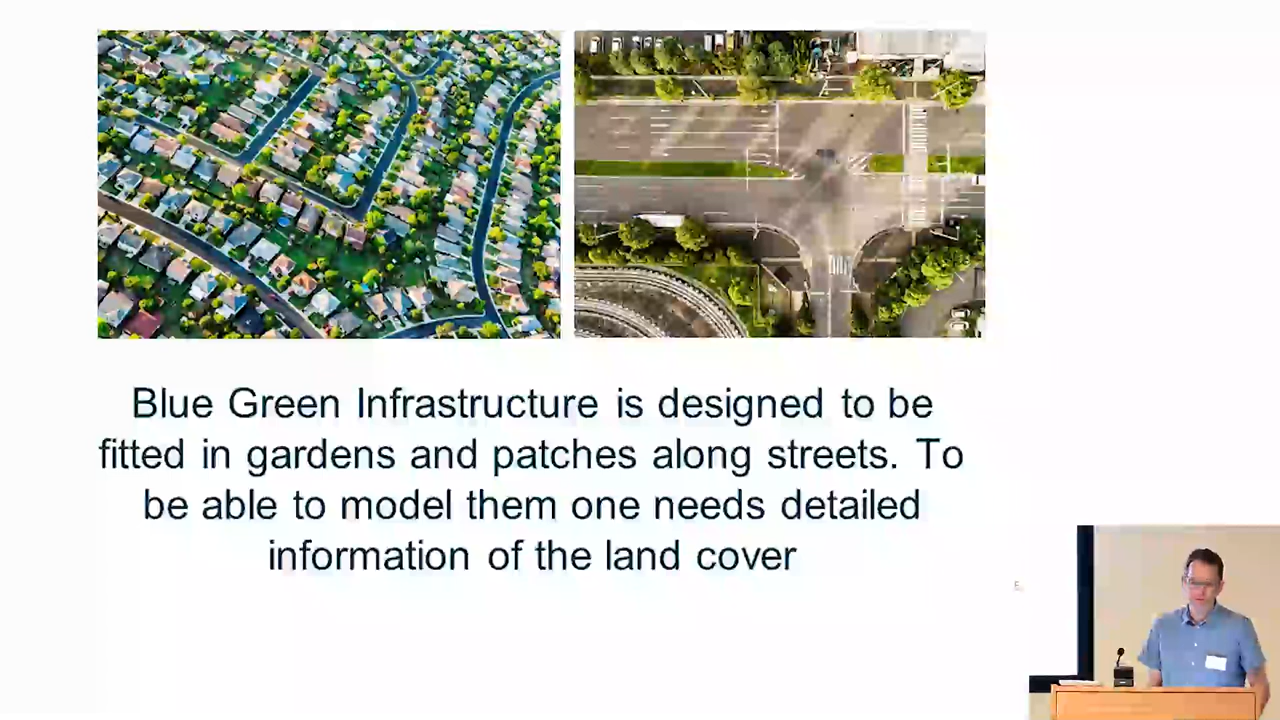 Blue Green Infrastructure is designed to be
fitted in gardens and patches along streets. To
be able to model them one needs detailed
information of the land cover